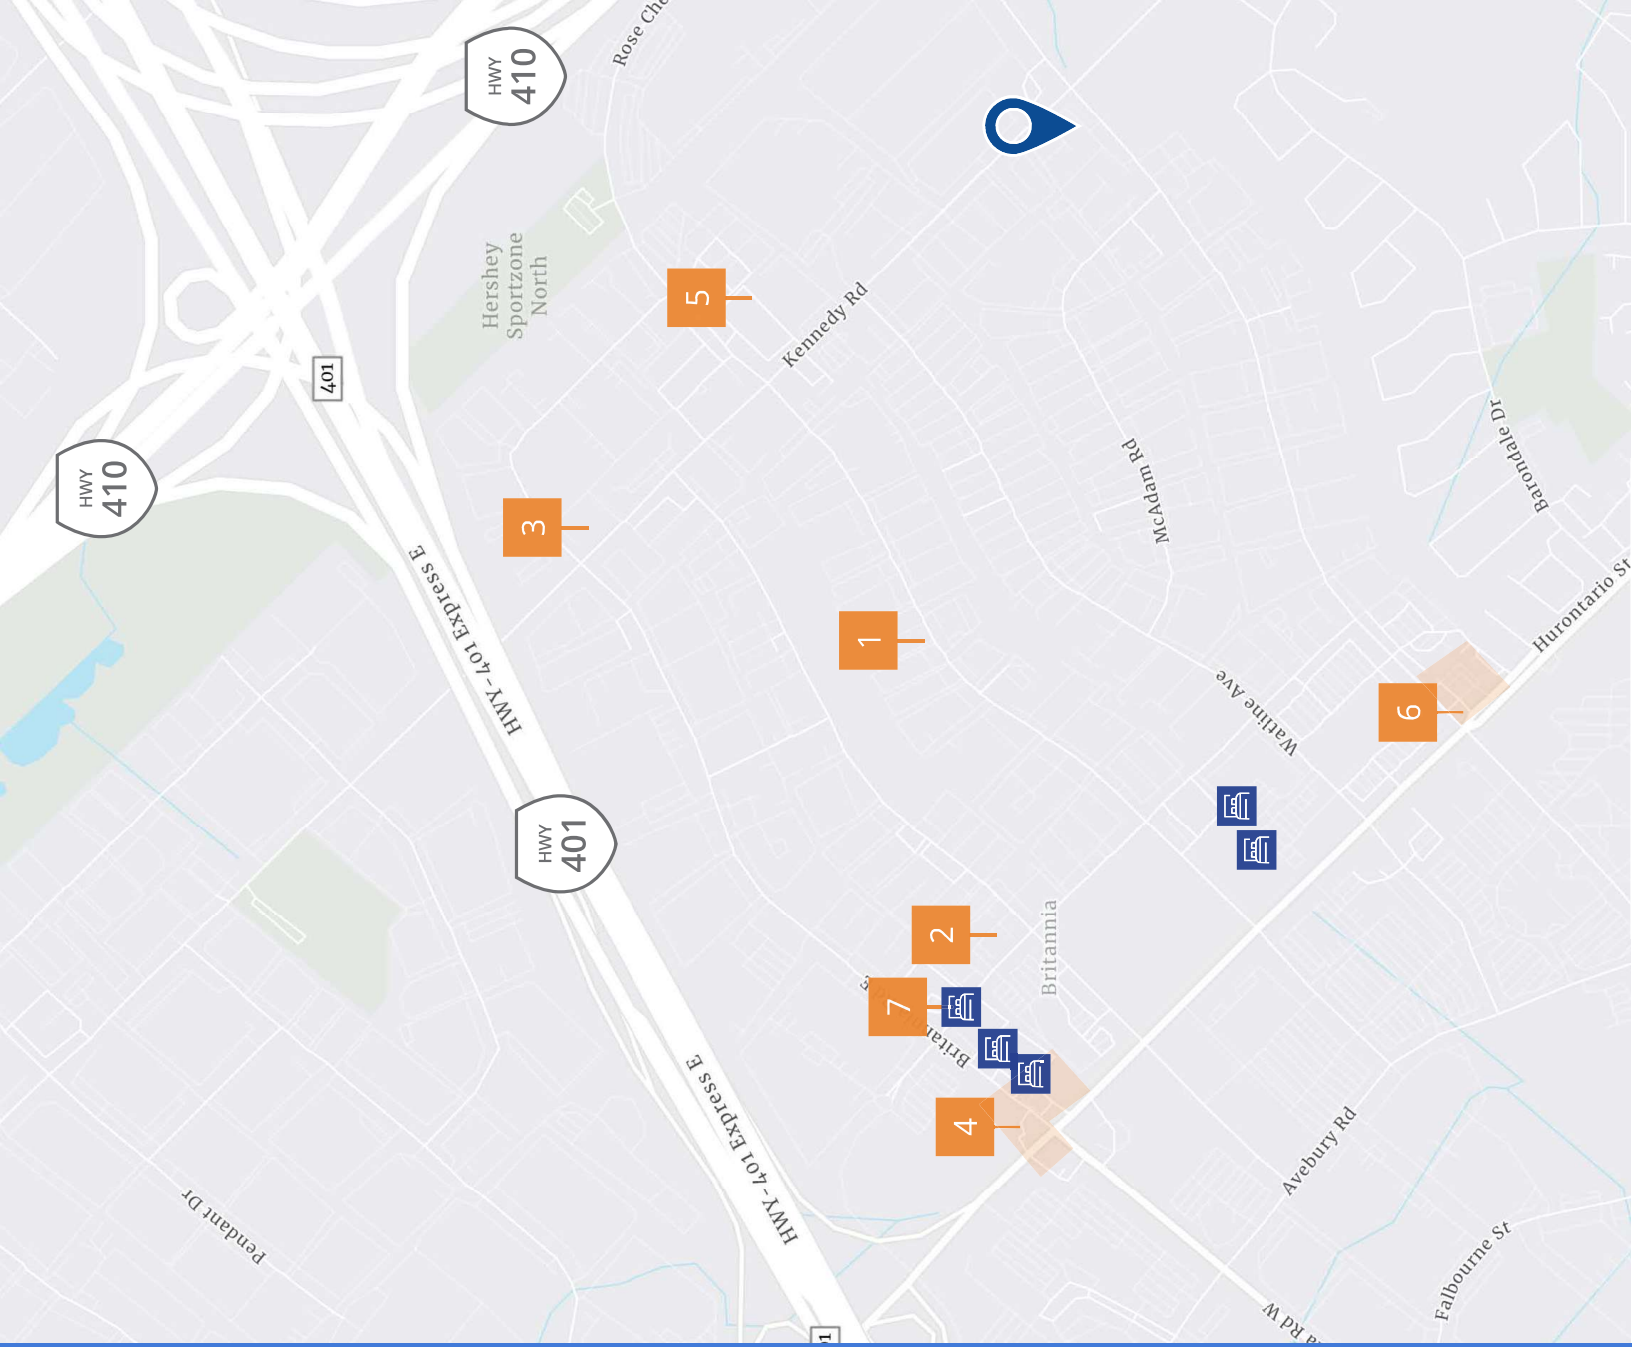 Rose Che
HWY
410
Hershey
Sportzone
North
5
Kennedy Rd
401
HWY
410
3
HWY-401 Express E
McAdam Rd
Barondale Dr
1
Hurontario St
6
Watline Ave
HWY
401
2
Britannia
7
4
HWY-401 Express E
Avebury Rd
Pendant Dr
Falbourne St
Rd W